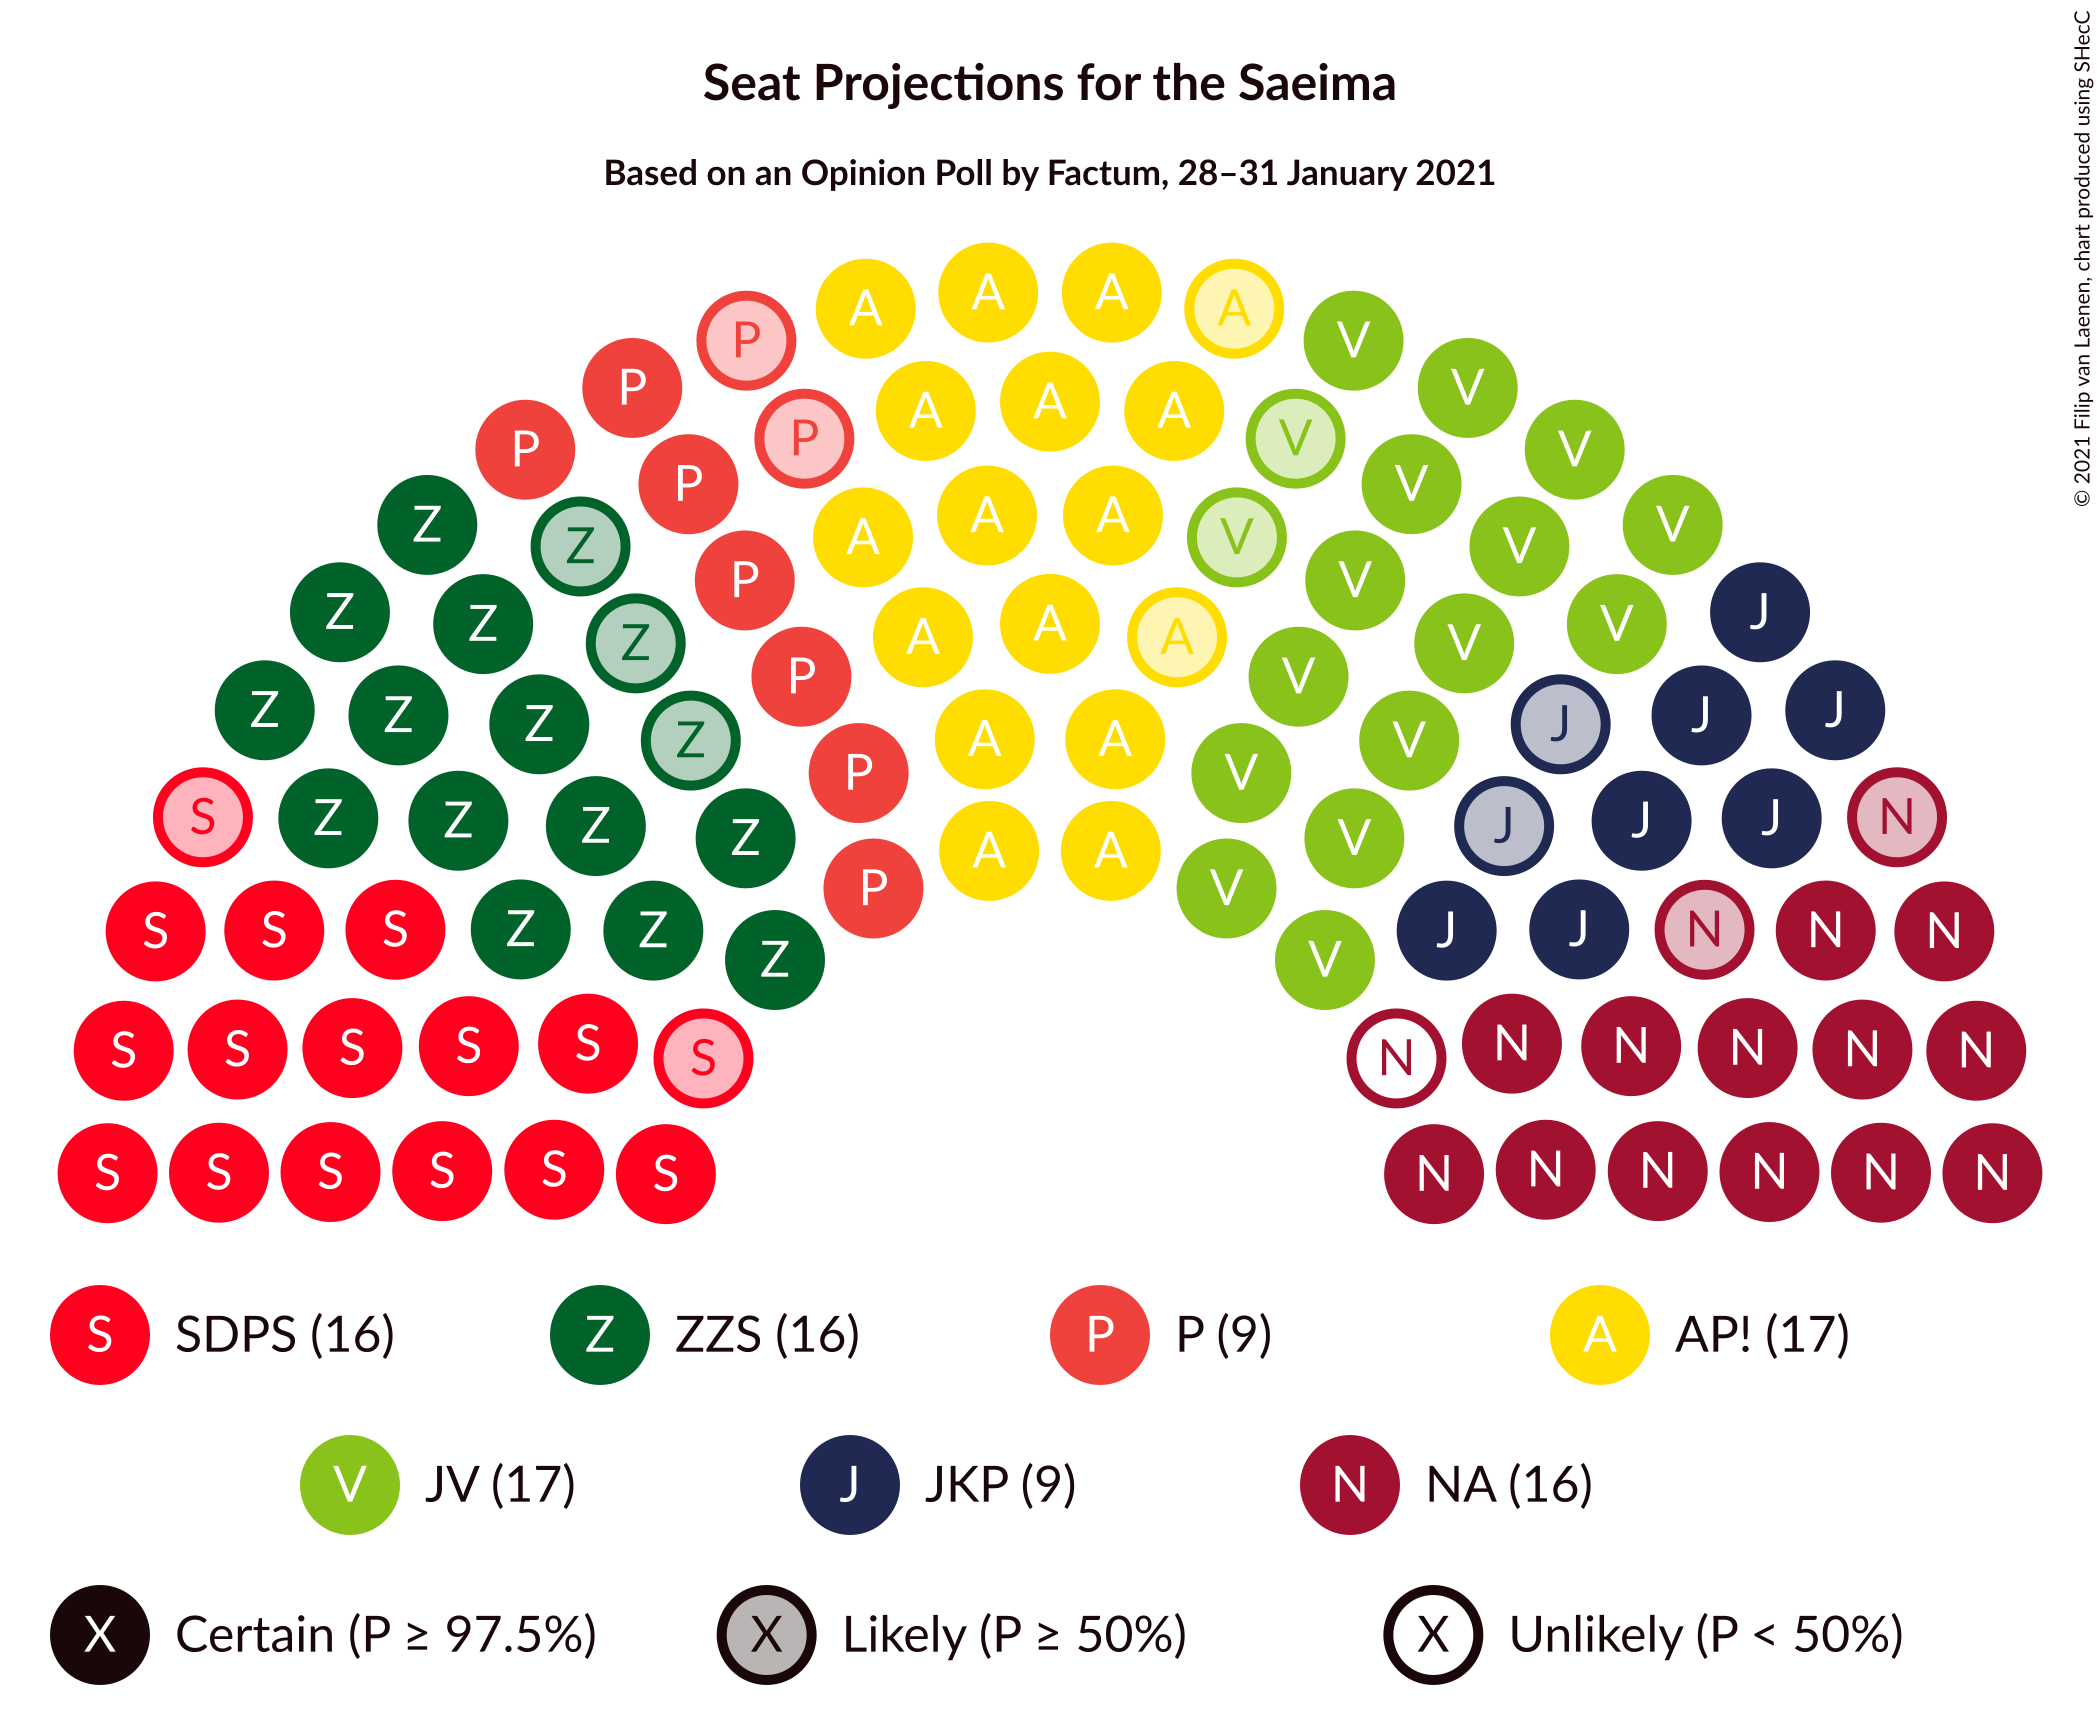 Seat Projections for the Saeima
Based on an Opinion Poll by Factum, 28–31 January 2021
© 2021 Filip van Laenen, chart produced using SHecC
A A A A
P V
P A A A V
P P V V
P A A A V V
Z Z P V V V
Z Z P A A A V V J
Z Z Z Z P A A V V J J J
S Z Z Z Z P A A V V J J J N
S S S Z Z Z P V V J J N N N
S S S S S S N N N N N N
S S S S S S N N N N N N
S SDPS (16) Z ZZS (16) P P (9) A AP! (17)
V JV (17) J JKP (9) N NA (16)
X Certain (P ≥ 97.5%) X Likely (P ≥ 50%) X Unlikely (P < 50%)